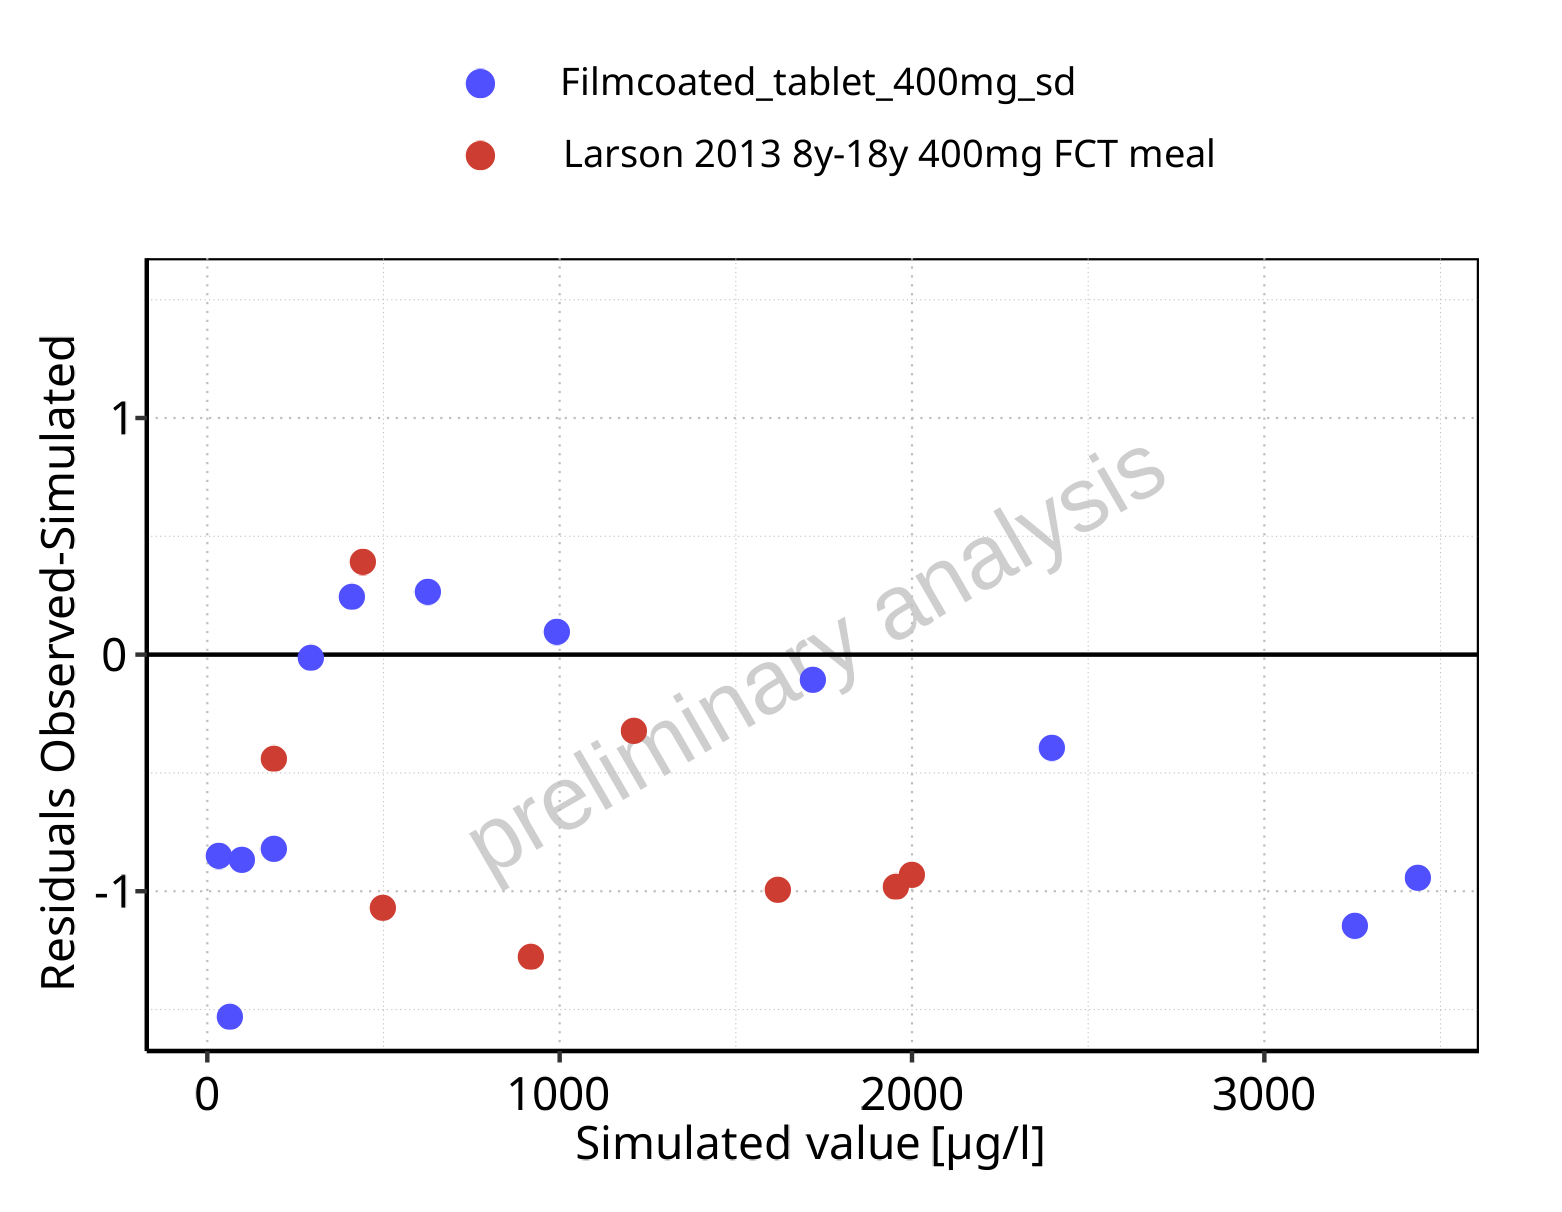 Filmcoated_tablet_400mg_sd
Larson 2013 8y-18y 400mg FCT meal
Residuals Observed-Simulated
1
0
-1
preliminary analysis
0 1000 2000 3000
Simulated value [µg/l]